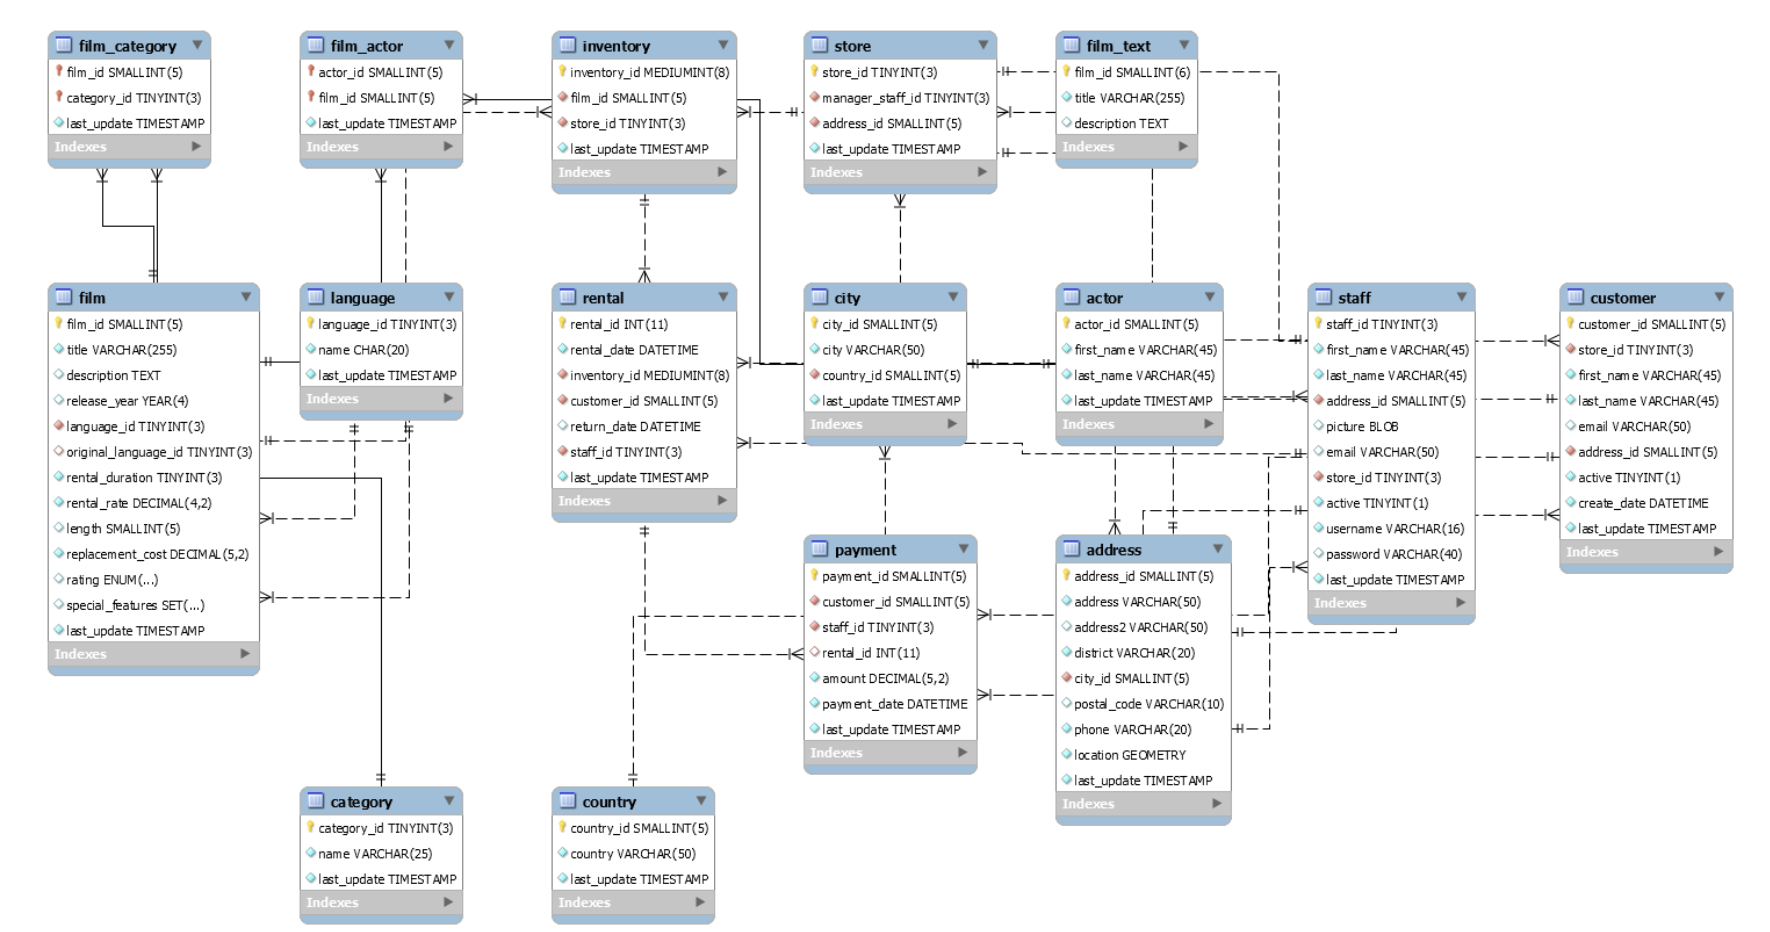 film_category
film_id SMALLINT(5)
category_id TINYINT(3)
last_update TIMESTAMP
Indexes
film_actor
actor_id SMALLINT(5)
film_id SMALLINT(5)
last_update TIMESTAMP
Indexes
inventory
inventory_id MEDIUMINT(8)
film_id SMALLINT(5)
store_id TINYINT(3)
last_update TIMESTAMP
Indexes
store
store_id TINYINT(3)
manager_staff_id TINYINT(3)
address_id SMALLINT(5)
last_update TIMESTAMP
Indexes
film_text
film_id SMALLINT(6)
title VARCHAR(255)
description TEXT
Indexes
film
film_id SMALLINT(5)
title VARCHAR(255)
description TEXT
release_year YEAR(4)
language_id TINYINT(3)
original_language_id TINYINT(3)
rental_duration TINYINT(3)
rental_rate DECIMAL(4,2)
length SMALLINT(5)
replacement_cost DECIMAL(5,2)
rating ENUM(...)
special_features SET(...)
last_update TIMESTAMP
Indexes
language
language_id TINYINT(3)
name CHAR(20)
last_update TIMESTAMP
Indexes
rental
rental_id INT(11)
rental_date DATETIME
inventory_id MEDIUMINT(8)
customer_id SMALLINT(5)
return_date DATETIME
staff_id TINYINT(3)
last_update TIMESTAMP
Indexes
city
city_id SMALLINT(5)
city VARCHAR(50)
country_id SMALLINT(5)
last_update TIMESTAMP
Indexes
actor
actor_id SMALLINT(5)
first_name VARCHAR(45)
last_name VARCHAR(45)
last_update TIMESTAMP
Indexes
staff
staff_id TINYINT(3)
first_name VARCHAR(45)
last_name VARCHAR(45)
address_id SMALLINT(5)
picture BLOB
email VARCHAR(50)
store_id TINYINT(3)
active TINYINT(1)
username VARCHAR(16)
password VARCHAR(40)
last_update TIMESTAMP
Indexes
customer
customer_id SMALLINT(5)
store_id TINYINT(3)
first_name VARCHAR(45)
last_name VARCHAR(45)
email VARCHAR(50)
address_id SMALLINT(5)
active TINYINT(1)
create_date DATETIME
last_update TIMESTAMP
Indexes
payment
payment_id SMALLINT(5)
customer_id SMALLINT(5)
staff_id TINYINT(3)
rental_id INT(11)
amount DECIMAL(5,2)
payment_date DATETIME
last_update TIMESTAMP
Indexes
address
address_id SMALLINT(5)
address VARCHAR(50)
address2 VARCHAR(50)
district VARCHAR(20)
city_id SMALLINT(5)
postal_code VARCHAR(10)
phone VARCHAR(20)
location GEOMETRY
last_update TIMESTAMP
Indexes
category
category_id TINYINT(3)
name VARCHAR(25)
last_update TIMESTAMP
Indexes
country
country_id SMALLINT(5)
country VARCHAR(50)
last_update TIMESTAMP
Indexes